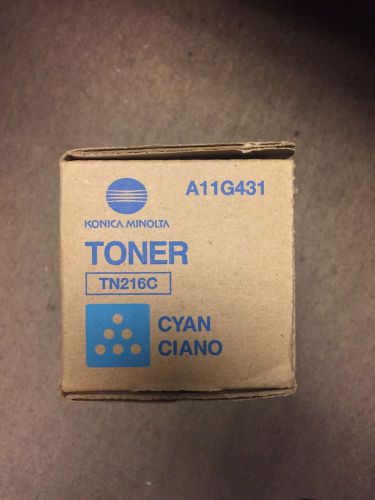 A11G431
KONICA MINOLTA
TONER
TN216C
CYAN
CIANO